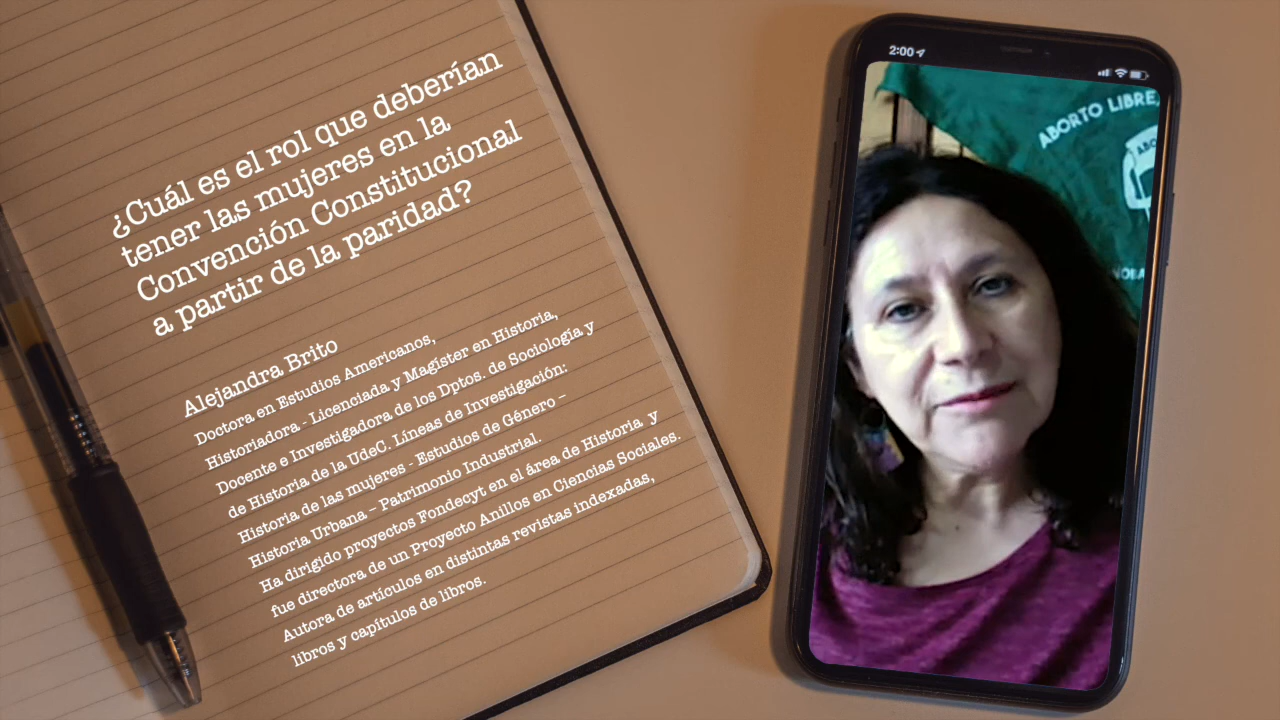 ¿Cuál es el rol que deberían
tener las mujeres en la
Convención Constitucional
a partir de la paridad?
Alejandra Brito
Doctora en Estudios Americanos,
Historiadora - Licenciada y Magíster en Historia,
Docente e Investigadora de los Dptos. de Sociología y
de Historia de la UdeC. Líneas de Investigación:
Historia de las mujeres - Estudios de Género –
Historia Urbana – Patrimonio Industrial.
Ha dirigido proyectos Fondecyt en el área de Historia y
fue directora de un Proyecto Anillos en Ciencias Sociales.
Autora de artículos en distintas revistas indexadas,
libros y capítulos de libros.
2:00
ABORTO LIBRE,